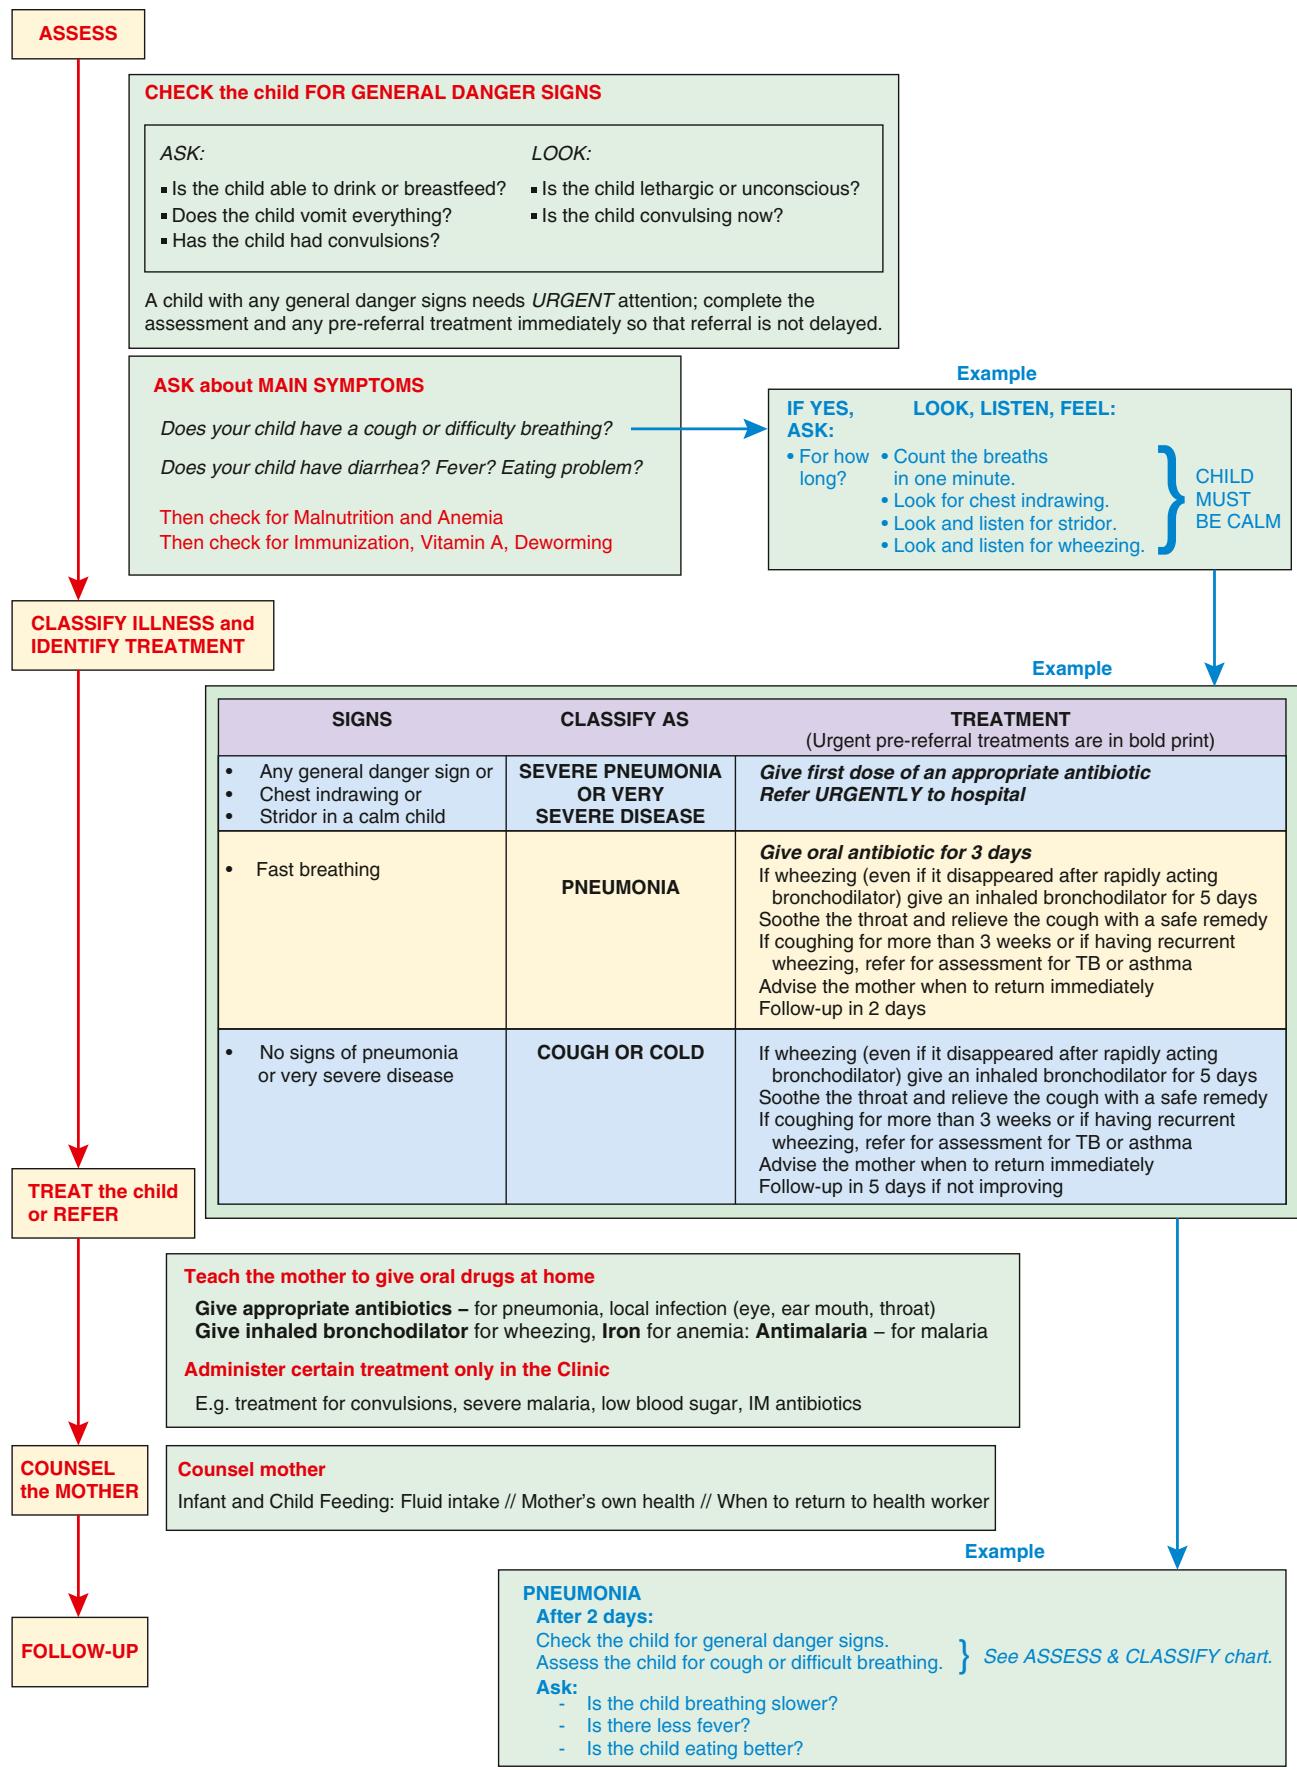 ASSESS
CHECK the child FOR GENERAL DANGER SIGNS
ASK:
▪ Is the child able to drink or breastfeed?
▪ Does the child vomit everything?
▪ Has the child had convulsions?
LOOK:
▪ Is the child lethargic or unconscious?
▪ Is the child convulsing now?
A child with any general danger signs needs URGENT attention; complete the
assessment and any pre-referral treatment immediately so that referral is not delayed.
ASK about MAIN SYMPTOMS
Does your child have a cough or difficulty breathing?
Does your child have diarrhea? Fever? Eating problem?
Then check for Malnutrition and Anemia
Then check for Immunization, Vitamin A, Deworming
Example
IF YES,
ASK:
• For how
long?
LOOK, LISTEN, FEEL:
• Count the breaths
in one minute.
• Look for chest indrawing.
• Look and listen for stridor.
• Look and listen for wheezing.
}
CHILD
MUST
BE CALM
CLASSIFY ILLNESS and
IDENTIFY TREATMENT
Example
SIGNS
CLASSIFY AS
TREATMENT
(Urgent pre-referral treatments are in bold print)
• Any general danger sign or
• Chest indrawing or
• Stridor in a calm child
SEVERE PNEUMONIA
OR VERY
SEVERE DISEASE
Give first dose of an appropriate antibiotic
Refer URGENTLY to hospital
• Fast breathing
PNEUMONIA
Give oral antibiotic for 3 days
If wheezing (even if it disappeared after rapidly acting
bronchodilator) give an inhaled bronchodilator for 5 days
Soothe the throat and relieve the cough with a safe remedy
If coughing for more than 3 weeks or if having recurrent
wheezing, refer for assessment for TB or asthma
Advise the mother when to return immediately
Follow-up in 2 days
• No signs of pneumonia
or very severe disease
COUGH OR COLD
If wheezing (even if it disappeared after rapidly acting
bronchodilator) give an inhaled bronchodilator for 5 days
Soothe the throat and relieve the cough with a safe remedy
If coughing for more than 3 weeks or if having recurrent
wheezing, refer for assessment for TB or asthma
Advise the mother when to return immediately
Follow-up in 5 days if not improving
TREAT the child
or REFER
Teach the mother to give oral drugs at home
Give appropriate antibiotics – for pneumonia, local infection (eye, ear mouth, throat)
Give inhaled bronchodilator for wheezing, Iron for anemia: Antimalaria – for malaria
Administer certain treatment only in the Clinic
E.g. treatment for convulsions, severe malaria, low blood sugar, IM antibiotics
COUNSEL
the MOTHER
Counsel mother
Infant and Child Feeding: Fluid intake // Mother's own health // When to return to health worker
Example
FOLLOW-UP
PNEUMONIA
After 2 days:
Check the child for general danger signs.
Assess the child for cough or difficult breathing.
} See ASSESS & CLASSIFY chart.
Ask:
- Is the child breathing slower?
- Is there less fever?
- Is the child eating better?